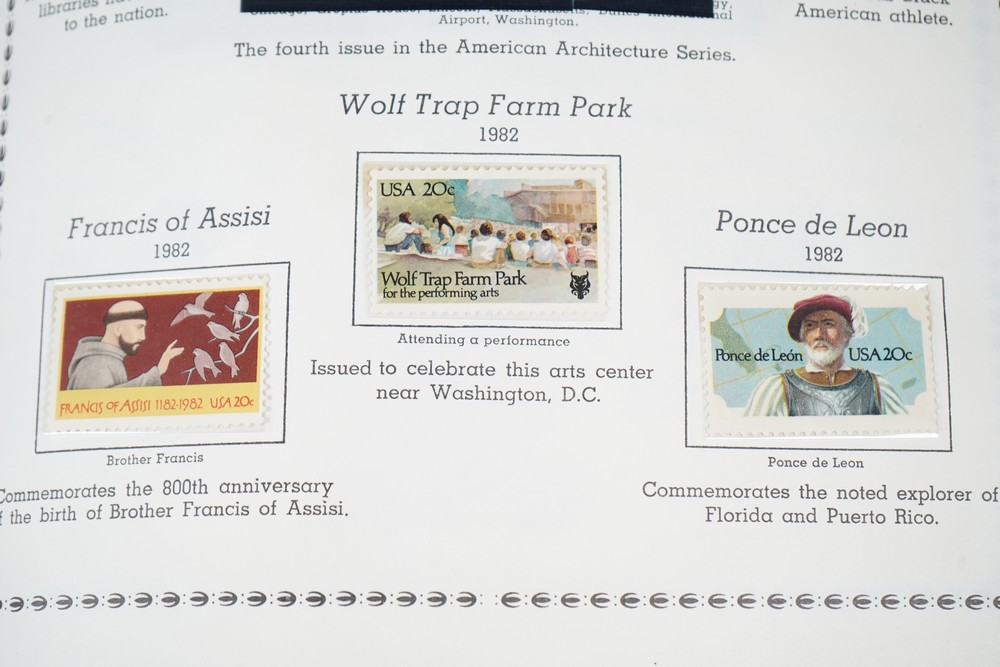 libraries have
to the nation.
Airport, Washington.
American athlete.
The fourth issue in the American Architecture Series.
Wolf Trap Farm Park
1982
USA 20c
Wolf Trap Farm Park
for the performing arts
Attending a performance
Issued to celebrate this arts center
near Washington, D.C.
Francis of Assisi
1982
FRANCIS OF ASSISI 1182-1982 USA 20c
Brother Francis
Commemorates the 800th anniversary
f the birth of Brother Francis of Assisi.
Ponce de Leon
1982
Ponce de León USA 20c
Ponce de Leon
Commemorates the noted explorer of
Florida and Puerto Rico.